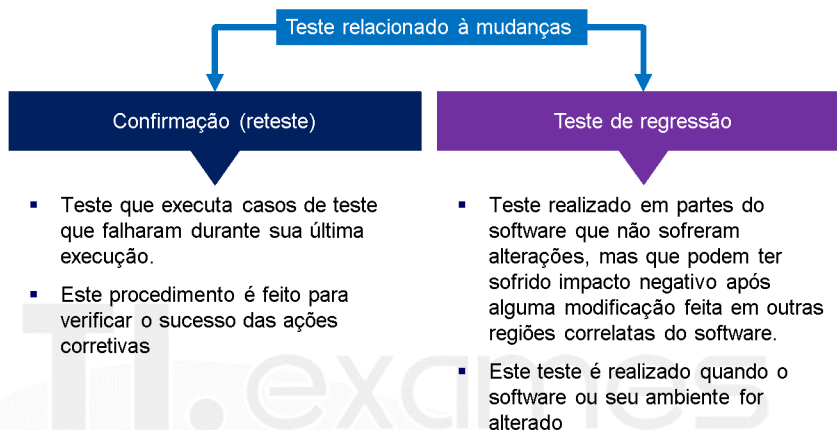 Teste relacionado à mudanças
Confirmação (reteste)
Teste de regressão
▪ Teste que executa casos de teste
que falharam durante sua última
execução.
▪ Este procedimento é feito para
verificar o sucesso das ações
corretivas
▪ Teste realizado em partes do
software que não sofreram
alterações, mas que podem ter
sofrido impacto negativo após
alguma modificação feita em outras
regiões correlatas do software.
▪ Este teste é realizado quando o
software ou seu ambiente for
alterado
TI.exames